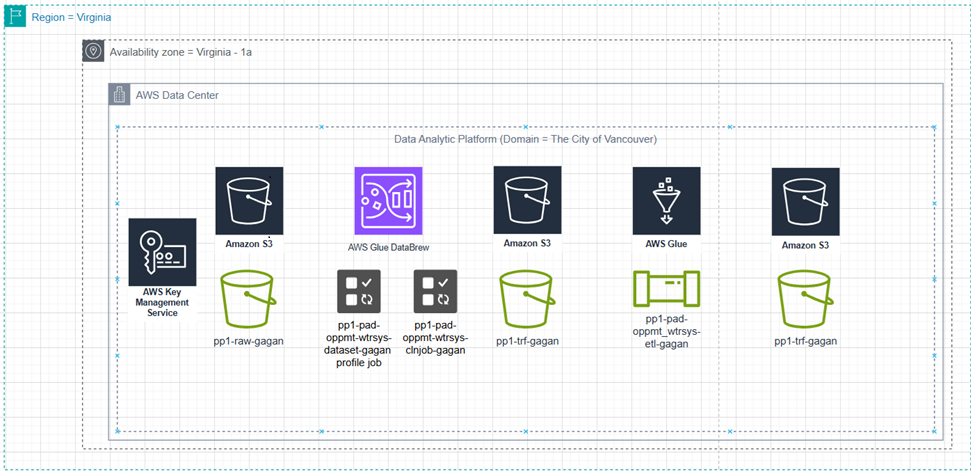 Region = Virginia
Availability zone = Virginia - 1a
AWS Data Center
Data Analytic Platform (Domain = The City of Vancouver)
AWS Key
Management
Service
Amazon S3
pp1-raw-gagan
AWS Glue DataBrew
pp1-pad-
oppmt-wtrsys-
dataset-gagan
profile job
pp1-pad-
oppmt-wtrsys-
clnjob-gagan
Amazon S3
pp1-trf-gagan
AWS Glue
pp1-pad-
oppmt_wtrsys-
etl-gagan
Amazon S3
pp1-trf-gagan